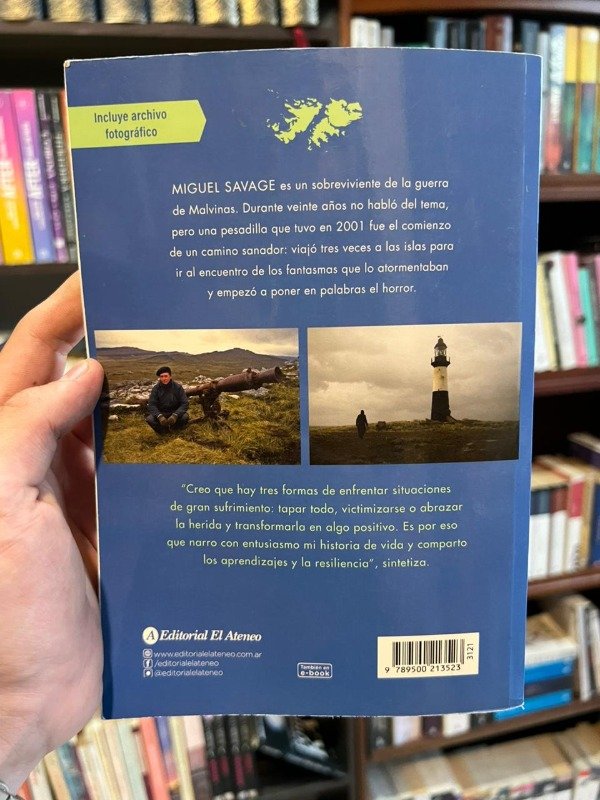 Incluye archivo
fotográfico
MIGUEL SAVAGE es un sobreviviente de la guerra
de Malvinas. Durante veinte años no habló del tema,
pero una pesadilla que tuvo en 2001 fue el comienzo
de un camino sanador: viajó tres veces a las islas para
ir al encuentro de los fantasmas que lo atormentaban
y empezó a poner en palabras el horror.
“Creo que hay tres formas de enfrentar situaciones
de gran sufrimiento: tapar todo, victimizarse o abrazar
la herida y transformarla en algo positivo. Es por eso
que narro con entusiasmo mi historia de vida y comparto
los aprendizajes y la resiliencia”, sintetiza.
A Editorial El Ateneo
www.editorialelateneo.com.ar
/editorialelateneo
@editorialelateneo
También en
e-book
9 789500 213523
3121
AFTER